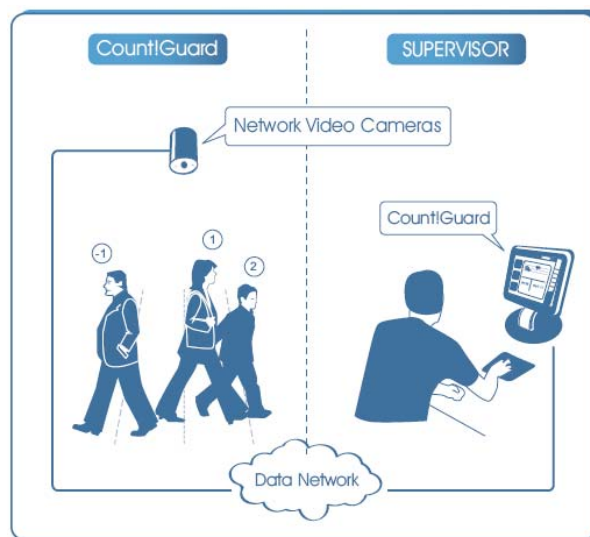 Count!Guard
SUPERVISOR
Network Video Cameras
Count!Guard
-1
1
2
Data Network